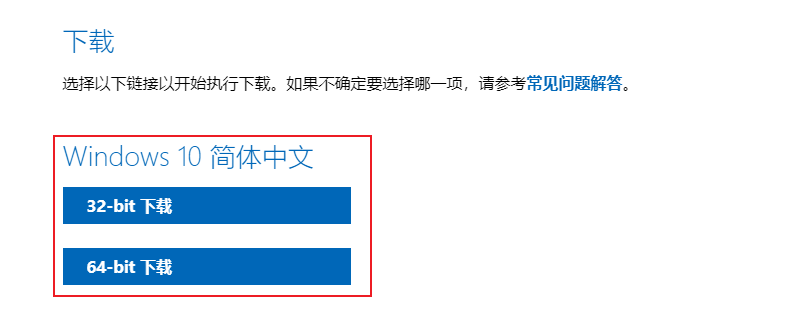 下载
选择以下链接以开始执行下载。如果不确定要选择哪一项，请参考常见问题解答。
Windows 10 简体中文
32-bit 下载
64-bit 下载